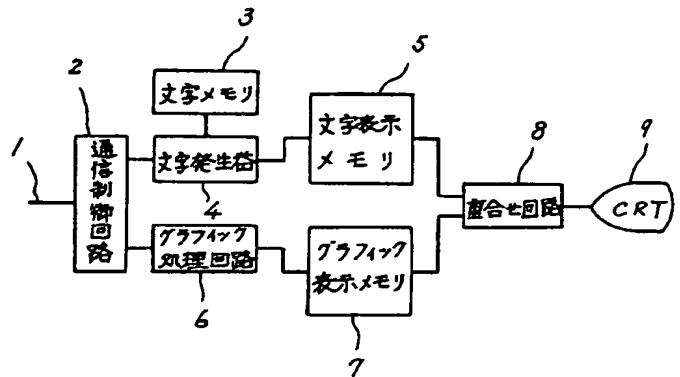 1
2
通信制御回路
3
文字メモリ
文字発生器
4
5
文字表示
メモリ
グラフィック
処理回路
6
グラフィック
表示メモリ
7
8
重合せ回路
9
CRT